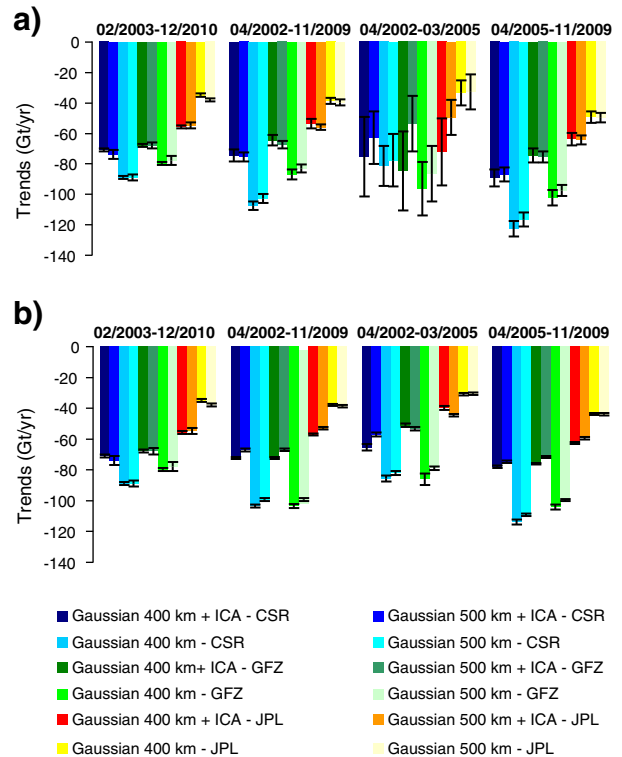 a)
02/2003-12/2010 04/2002-11/2009 04/2002-03/2005 04/2005-11/2009
0
-20
-40
-60
-80
-100
-120
-140
Trends (Gt/yr)
b)
02/2003-12/2010 04/2002-11/2009 04/2002-03/2005 04/2005-11/2009
0
-20
-40
-60
-80
-100
-120
-140
Trends (Gt/yr)
Gaussian 400 km + ICA - CSR Gaussian 500 km + ICA - CSR
Gaussian 400 km - CSR Gaussian 500 km - CSR
Gaussian 400 km+ ICA - GFZ Gaussian 500 km + ICA - GFZ
Gaussian 400 km - GFZ Gaussian 500 km - GFZ
Gaussian 400 km + ICA - JPL Gaussian 500 km + ICA - JPL
Gaussian 400 km - JPL Gaussian 500 km - JPL